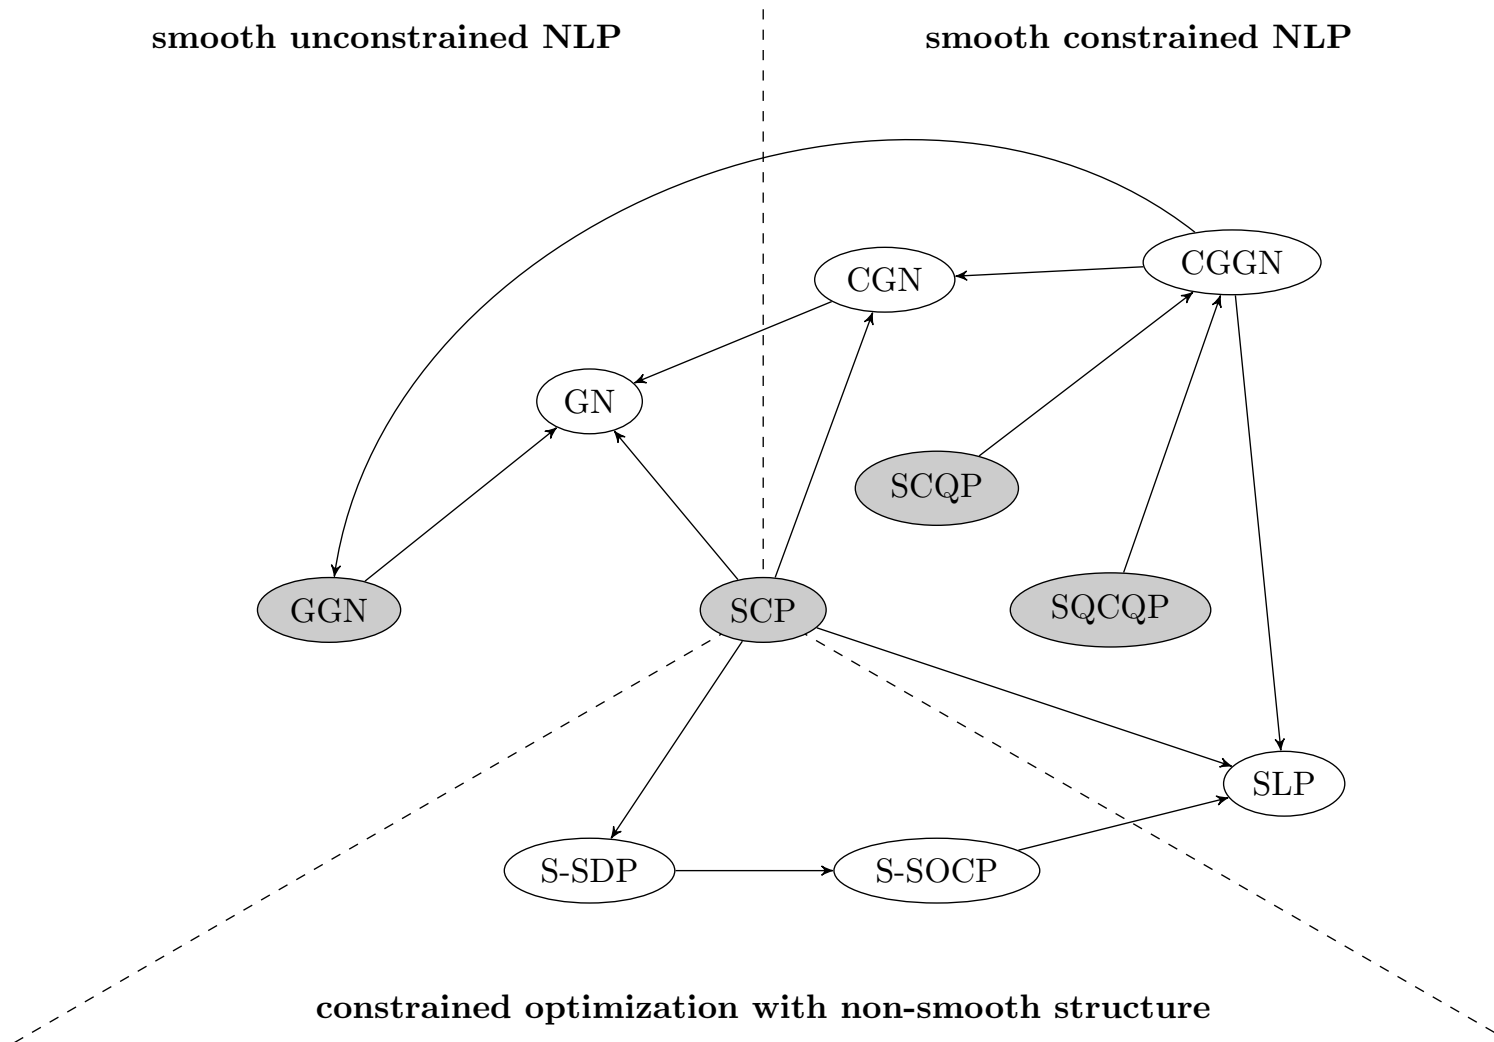 smooth unconstrained NLP
smooth constrained NLP
CGGN
CGN
GN
SCQP
GGN
SCP
SQCQP
SLP
S-SDP
S-SOCP
constrained optimization with non-smooth structure